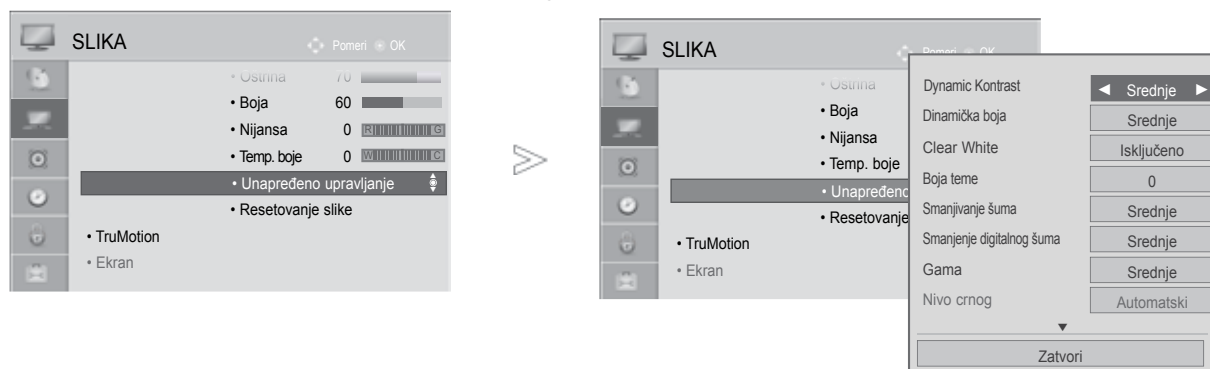 SLIKA
Pomeri OK
• Oštrina 70
• Boja 60
• Nijansa 0 R G
• Temp. boje 0 W C
• Unapređeno upravljanje
• Resetovanje slike
• TruMotion
• Ekran
SLIKA
Pomeri OK
• Oštrina
• Boja
• Nijansa
• Temp. boje
• Unapređeno
• Resetovanje
• TruMotion
• Ekran
Dynamic Kontrast ◄ Srednje ►
Dinamička boja Srednje
Clear White Isključeno
Boja teme 0
Smanjivanje šuma Srednje
Smanjenje digitalnog šuma Srednje
Gama Srednje
Nivo crnog Automatski
▼
Zatvori